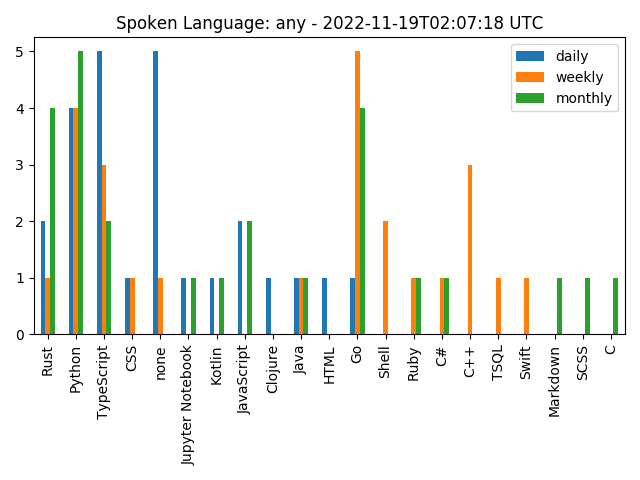 Spoken Language: any - 2022-11-19T02:07:18 UTC
daily
weekly
monthly
5
4
3
2
1
0
Rust
Python
TypeScript
CSS
none
Jupyter Notebook
Kotlin
JavaScript
Clojure
Java
HTML
Go
Shell
Ruby
C#
C++
TSQL
Swift
Markdown
SCSS
C